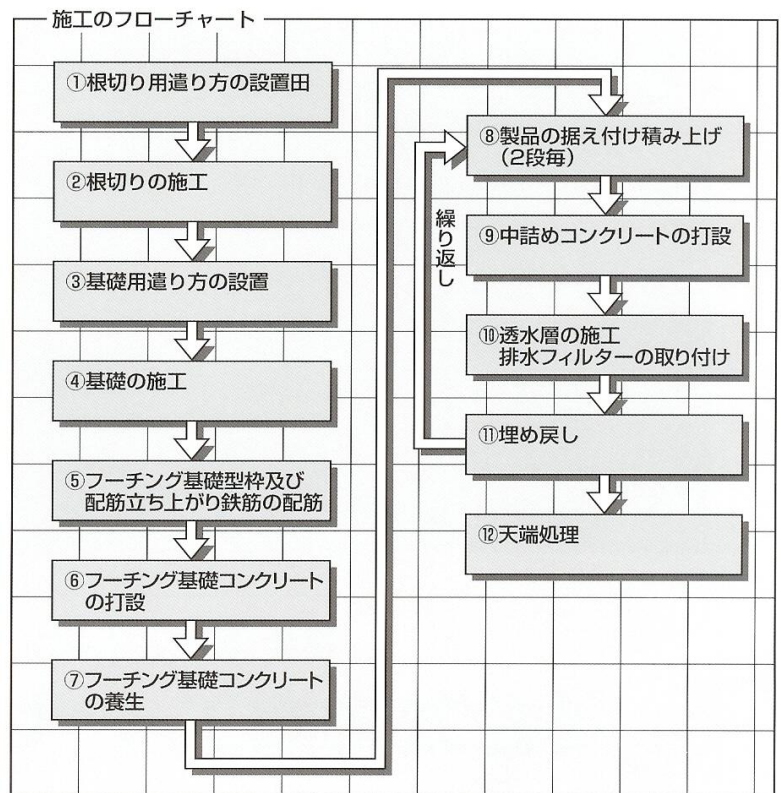 施工のフローチャート
①根切り用遣り方の設置田
②根切りの施工
③基礎用遣り方の設置
④基礎の施工
⑤フーチング基礎型枠及び
配筋立ち上がり鉄筋の配筋
⑥フーチング基礎コンクリート
の打設
⑦フーチング基礎コンクリート
の養生
⑧製品の据え付け積み上げ
(2段毎)
⑨中詰めコンクリートの打設
⑩透水層の施工
排水フィルターの取り付け
⑪埋め戻し
繰り返し
⑫天端処理